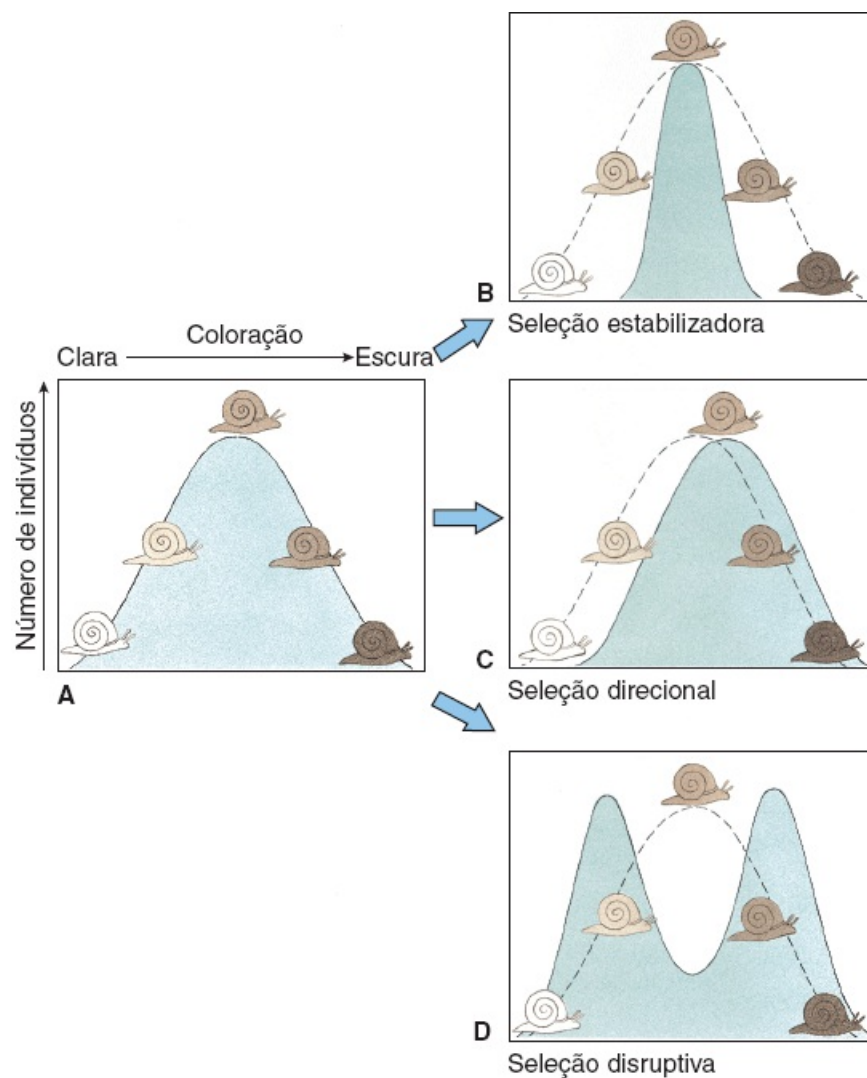 B
Seleção estabilizadora
Coloração
Clara
Escura
Número de indivíduos
A
C
Seleção direcional
D
Seleção disruptiva